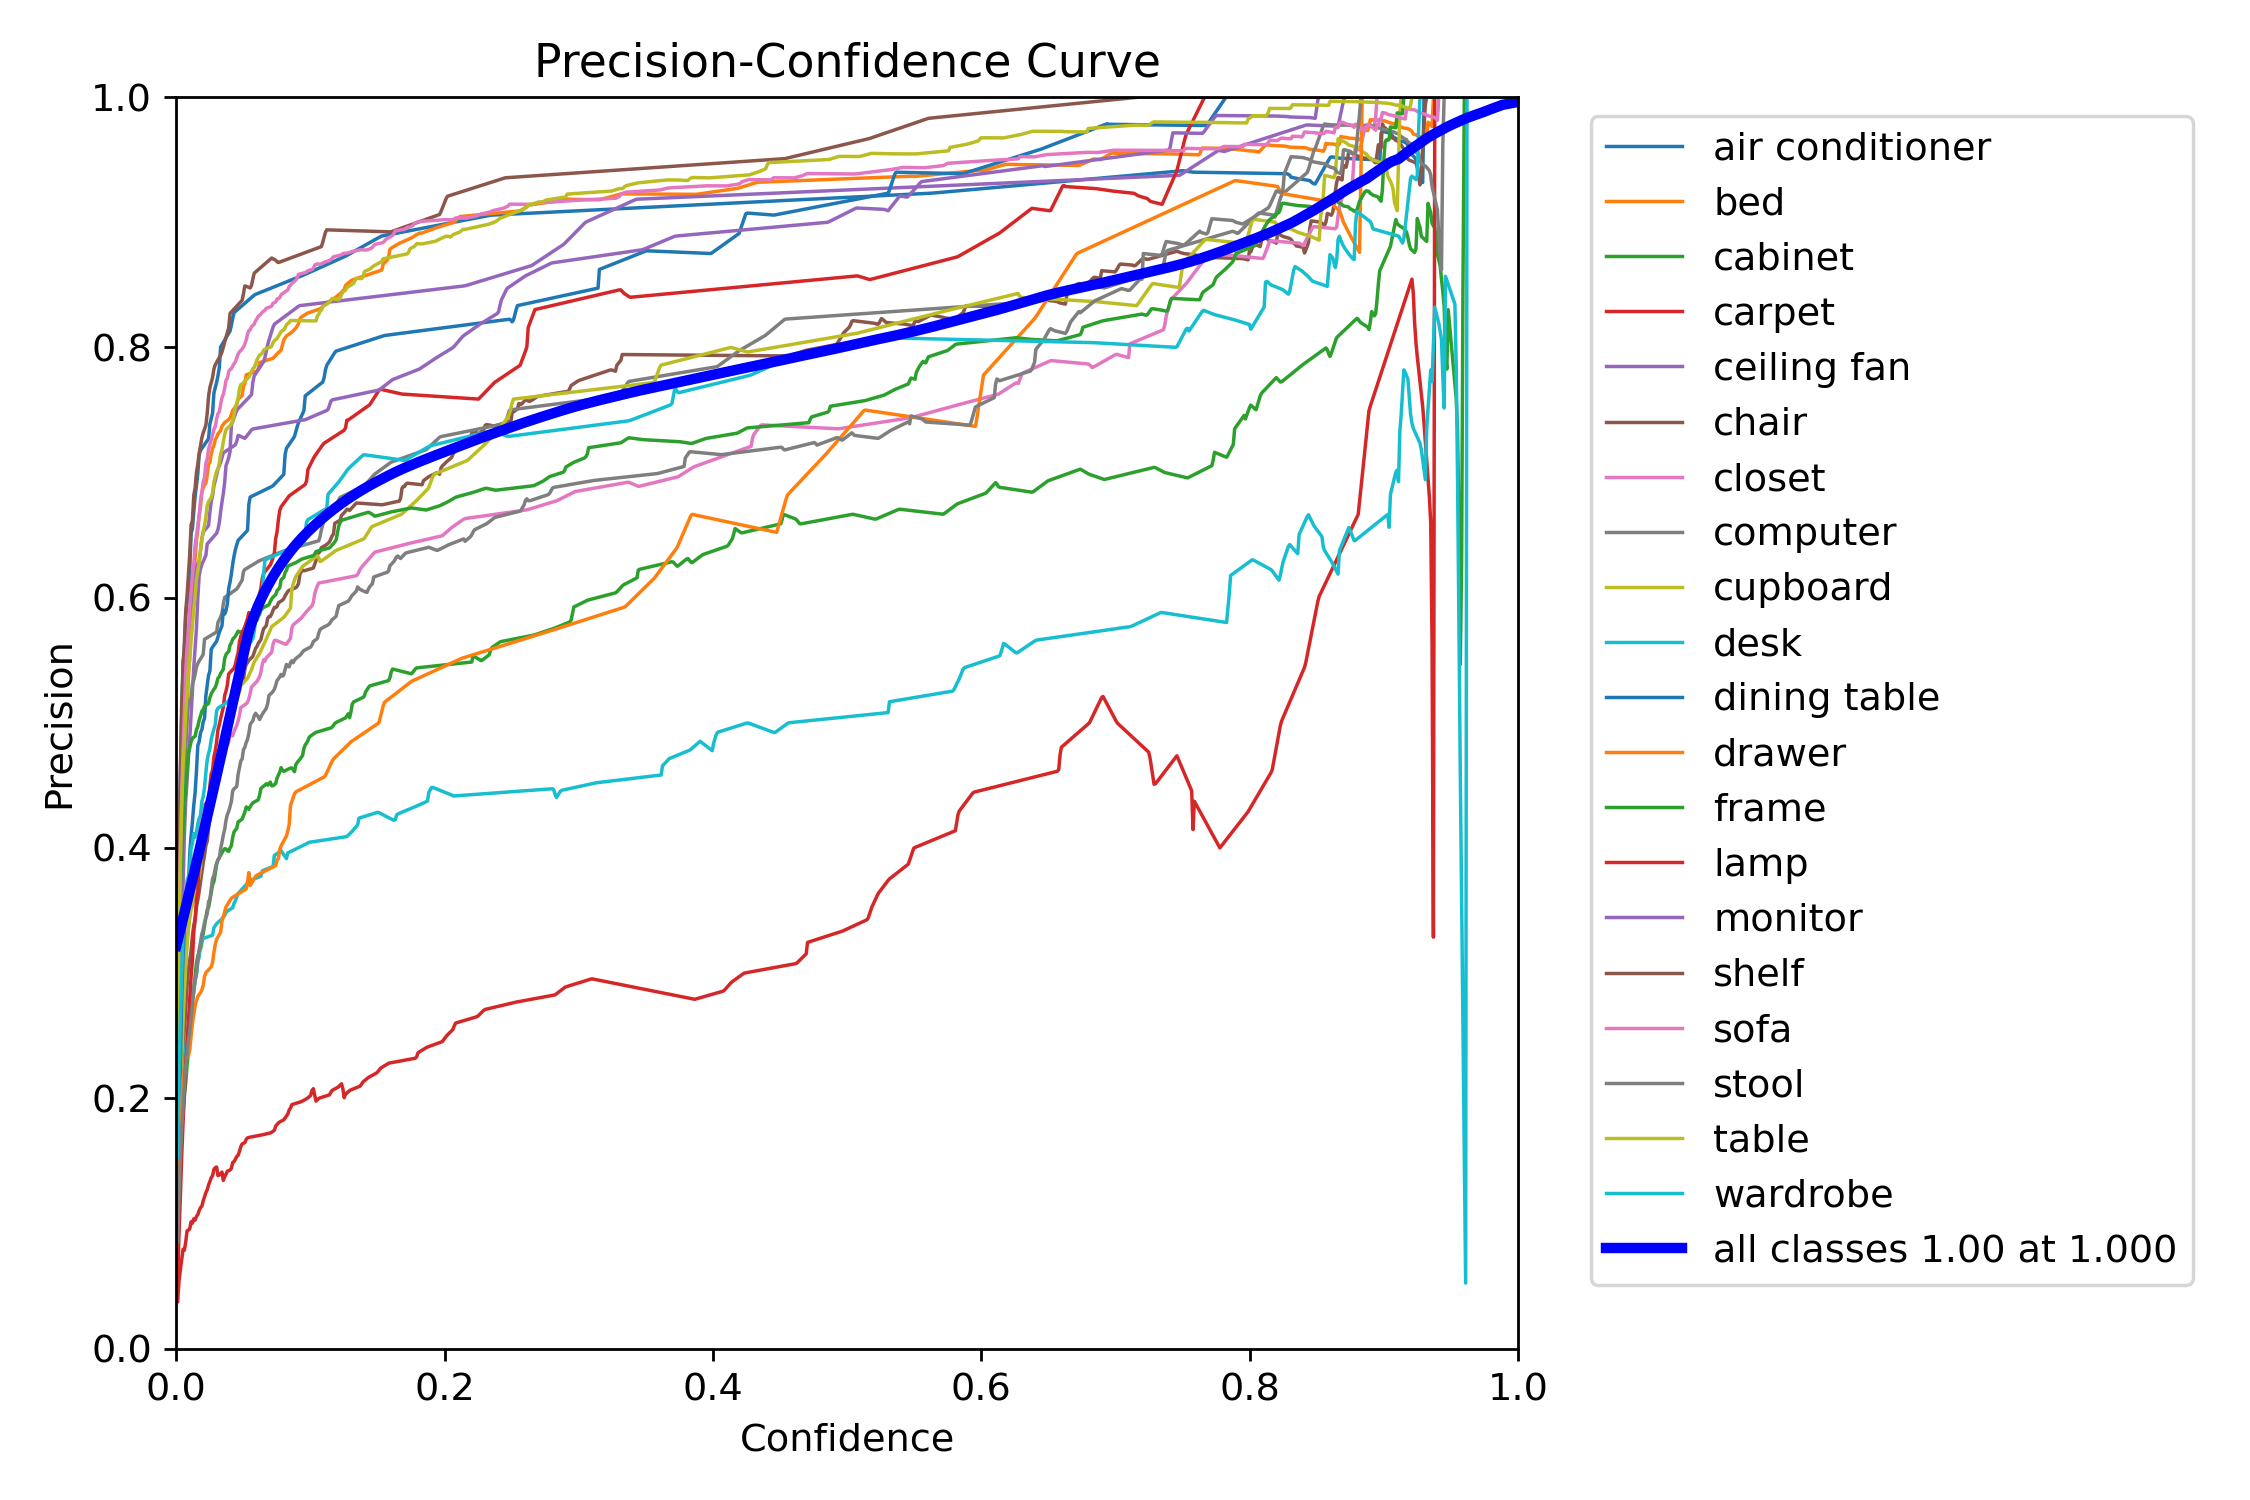 Precision-Confidence Curve
1.0
0.8
0.6
0.4
0.2
0.0
Precision
0.0 0.2 0.4 0.6 0.8 1.0
Confidence
air conditioner
bed
cabinet
carpet
ceiling fan
chair
closet
computer
cupboard
desk
dining table
drawer
frame
lamp
monitor
shelf
sofa
stool
table
wardrobe
all classes 1.00 at 1.000